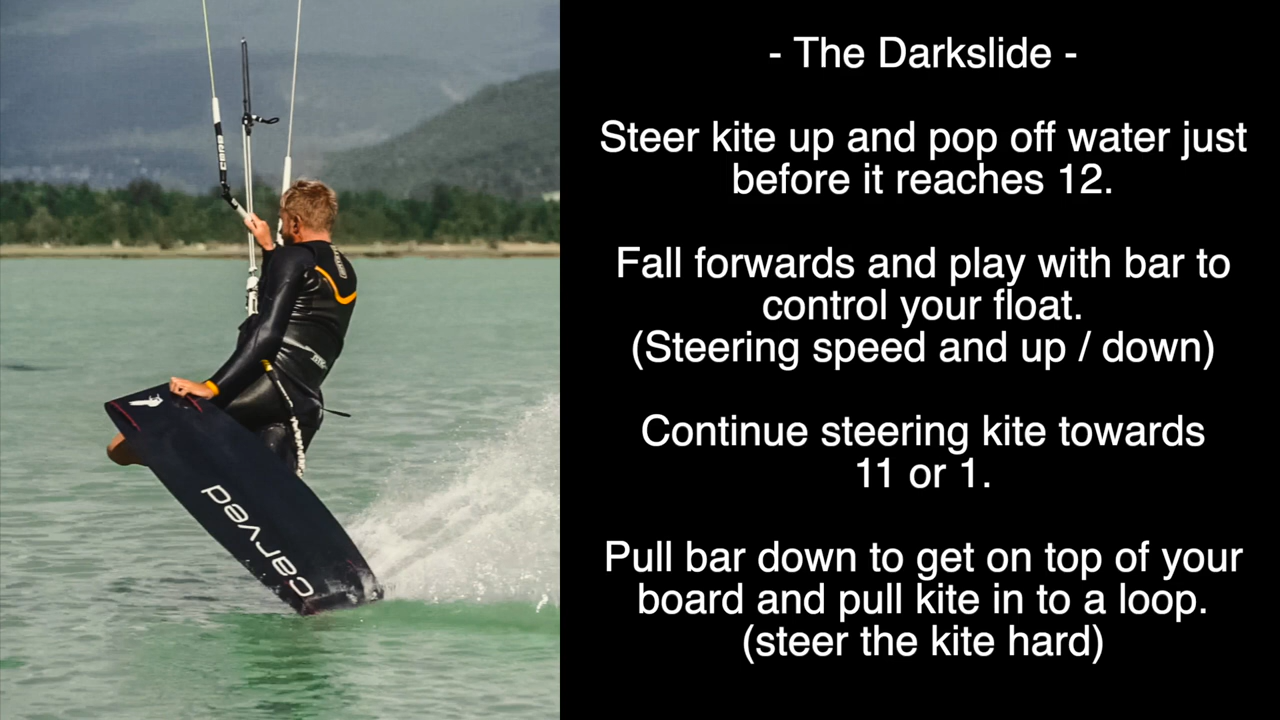 - The Darkslide -
Steer kite up and pop off water just
before it reaches 12.
Fall forwards and play with bar to
control your float.
(Steering speed and up / down)
Continue steering kite towards
11 or 1.
Pull bar down to get on top of your
board and pull kite in to a loop.
(steer the kite hard)
carved